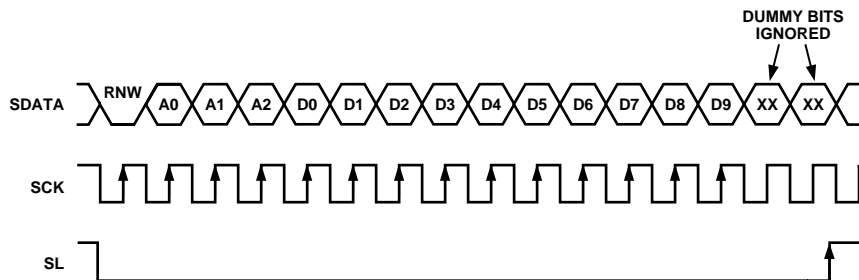 DUMMY BITS
IGNORED
SDATA RNW A0 A1 A2 D0 D1 D2 D3 D4 D5 D6 D7 D8 D9 XX XX
SCK
SL